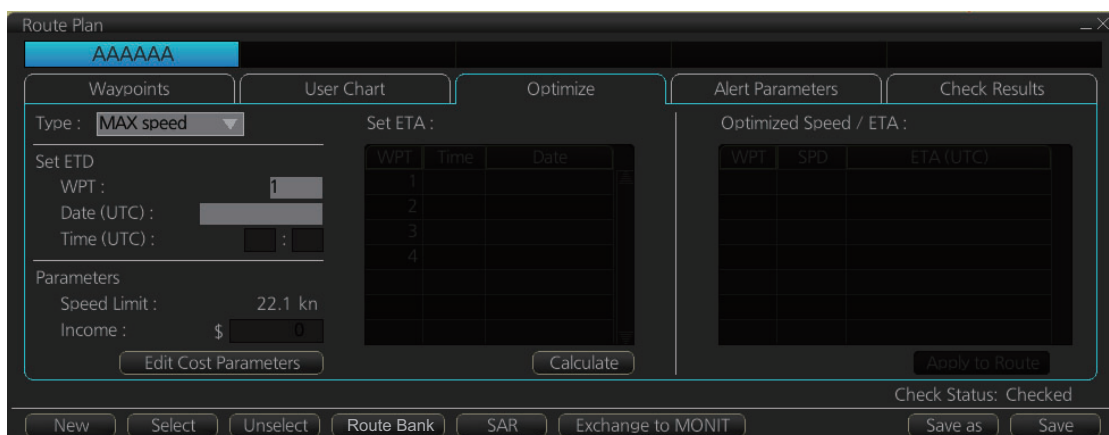 Route Plan
AAAAAA
Waypoints User Chart Optimize Alert Parameters Check Results
Type : MAX speed Set ETA : Optimized Speed / ETA :
Set ETD WPT Time Date WPT SPD ETA (UTC)
WPT : 1 1
Date (UTC) : 2
Time (UTC) : : 3
4
Parameters
Speed Limit : 22.1 kn
Income : $ 0
Edit Cost Parameters Calculate Apply to Route
Check Status: Checked
New Select Unselect Route Bank SAR Exchange to MONIT Save as Save